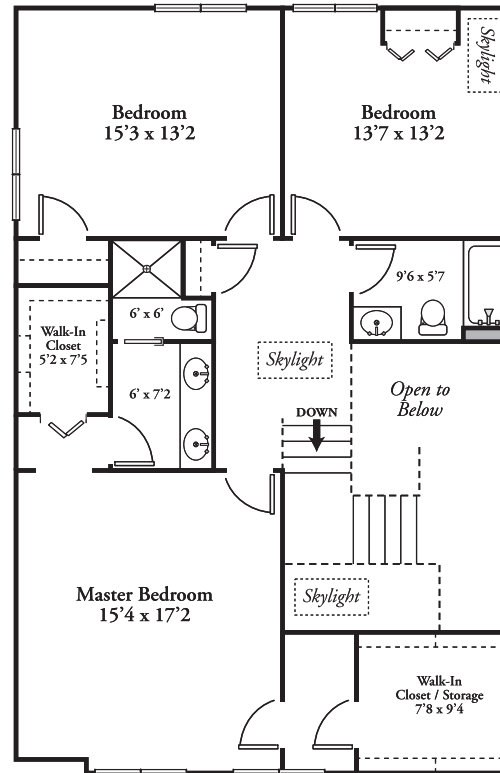 Skylight
Bedroom
15'3 x 13'2
Bedroom
13'7 x 13'2
9'6 x 5'7
6' x 6'
Walk-In
Closet
5'2 x 7'5
Skylight
6' x 7'2
Open to
Below
DOWN
Master Bedroom
15'4 x 17'2
Skylight
Walk-In
Closet / Storage
7'8 x 9'4